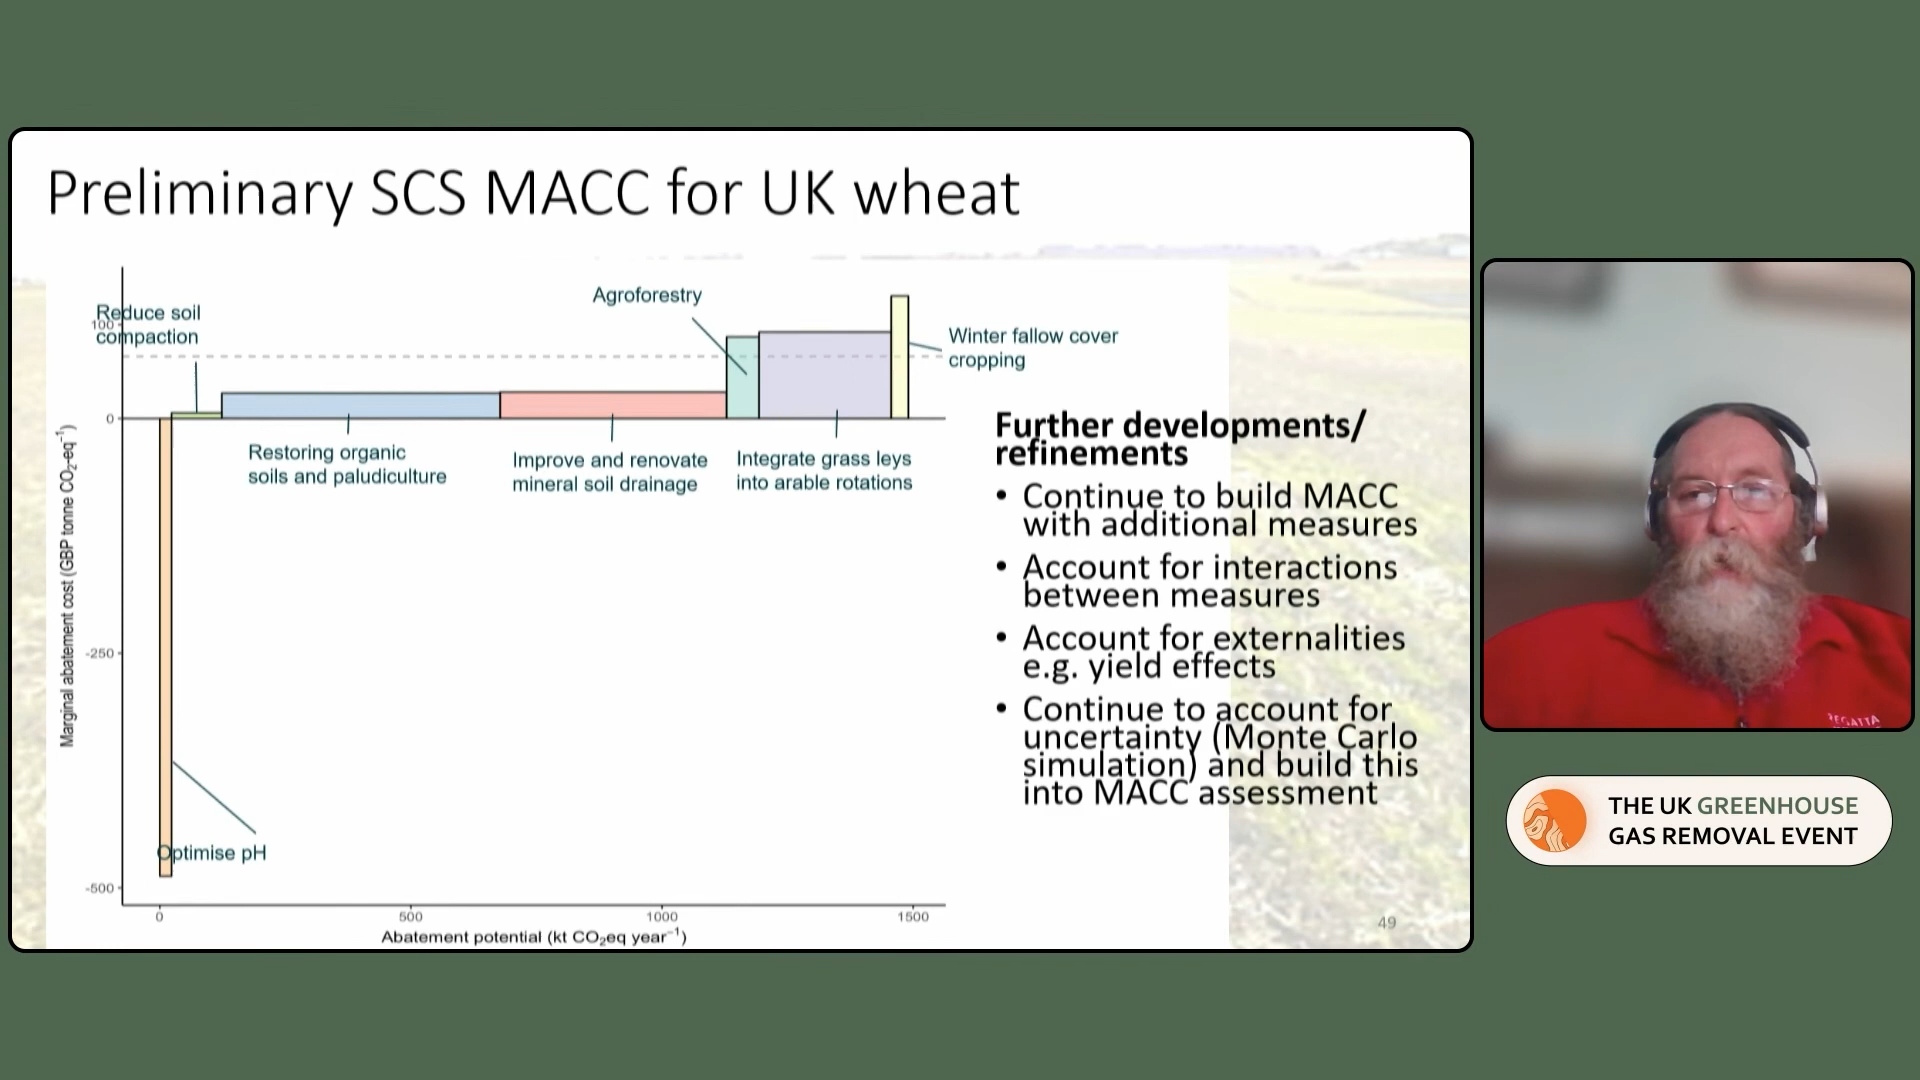 Preliminary SCS MACC for UK wheat
Reduce soil
compaction
Agroforestry
Winter fallow cover
cropping
Restoring organic
soils and paludiculture
Improve and renovate
mineral soil drainage
Integrate grass leys
into arable rotations
Optimise pH
100
0
-250
-500
Marginal abatement cost (GBP tonne CO₂-eq⁻¹)
0
500
1000
1500
Abatement potential (kt CO₂eq year⁻¹)
Further developments/
refinements
• Continue to build MACC
with additional measures
• Account for interactions
between measures
• Account for externalities
e.g. yield effects
• Continue to account for
uncertainty (Monte Carlo
simulation) and build this
into MACC assessment
49
REGATTA
THE UK GREENHOUSE
GAS REMOVAL EVENT